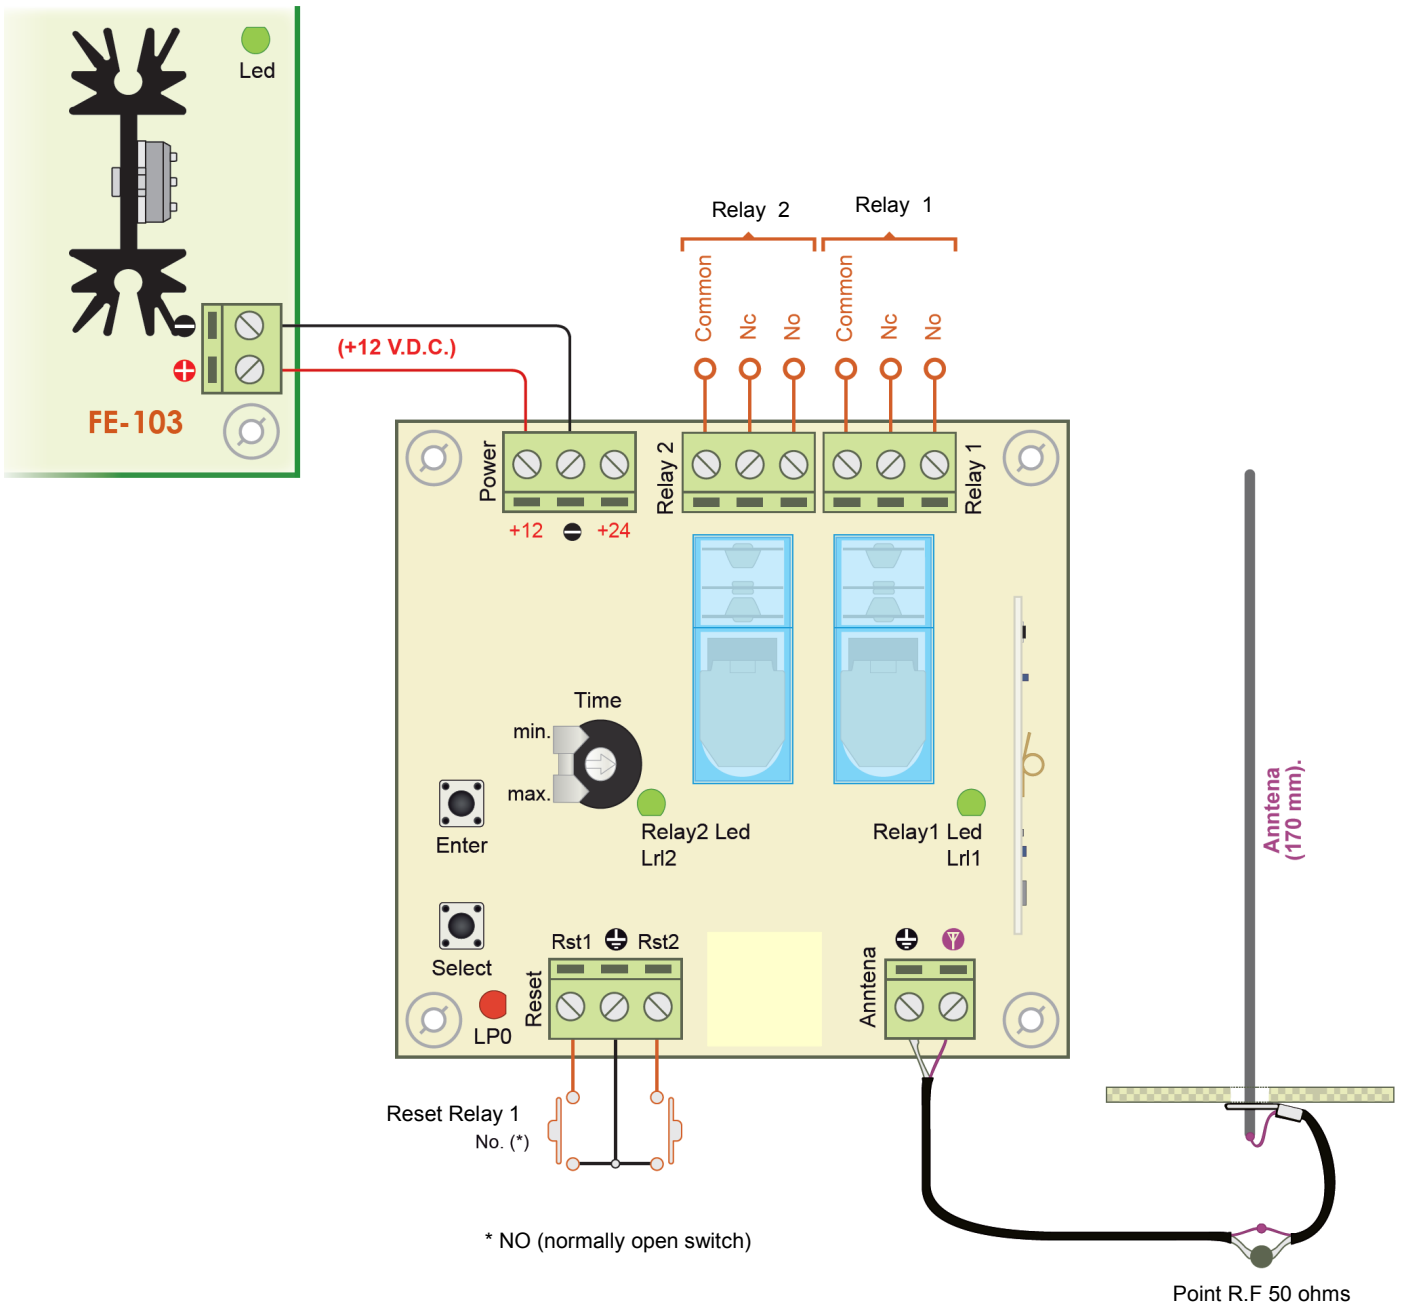 Led
(+12 V.D.C.)
FE-103
Relay 2
Relay 1
Common
Nc
No
Common
Nc
No
Power
Relay 2
Relay 1
+12
+24
Time
min.
max.
Enter
Relay2 Led
Lrl2
Relay1 Led
Lrl1
Select
LP0
Rst1
Rst2
Reset
Anntena
Anntena
(170 mm).
Reset Relay 1
No. (*)
* NO (normally open switch)
Point R.F 50 ohms